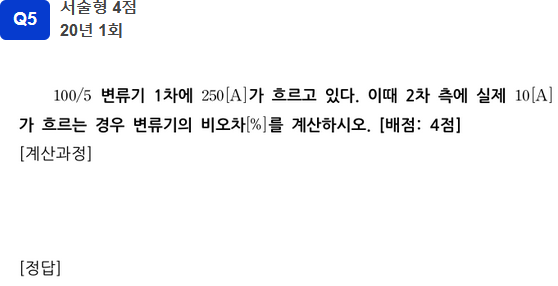 Q5
서술형 4점
20년 1회
100/5 변류기 1차에 250[A]가 흐르고 있다. 이때 2차 측에 실제 10[A]
가 흐르는 경우 변류기의 비오차[%]를 계산하시오. [배점: 4점]
[계산과정]
[정답]